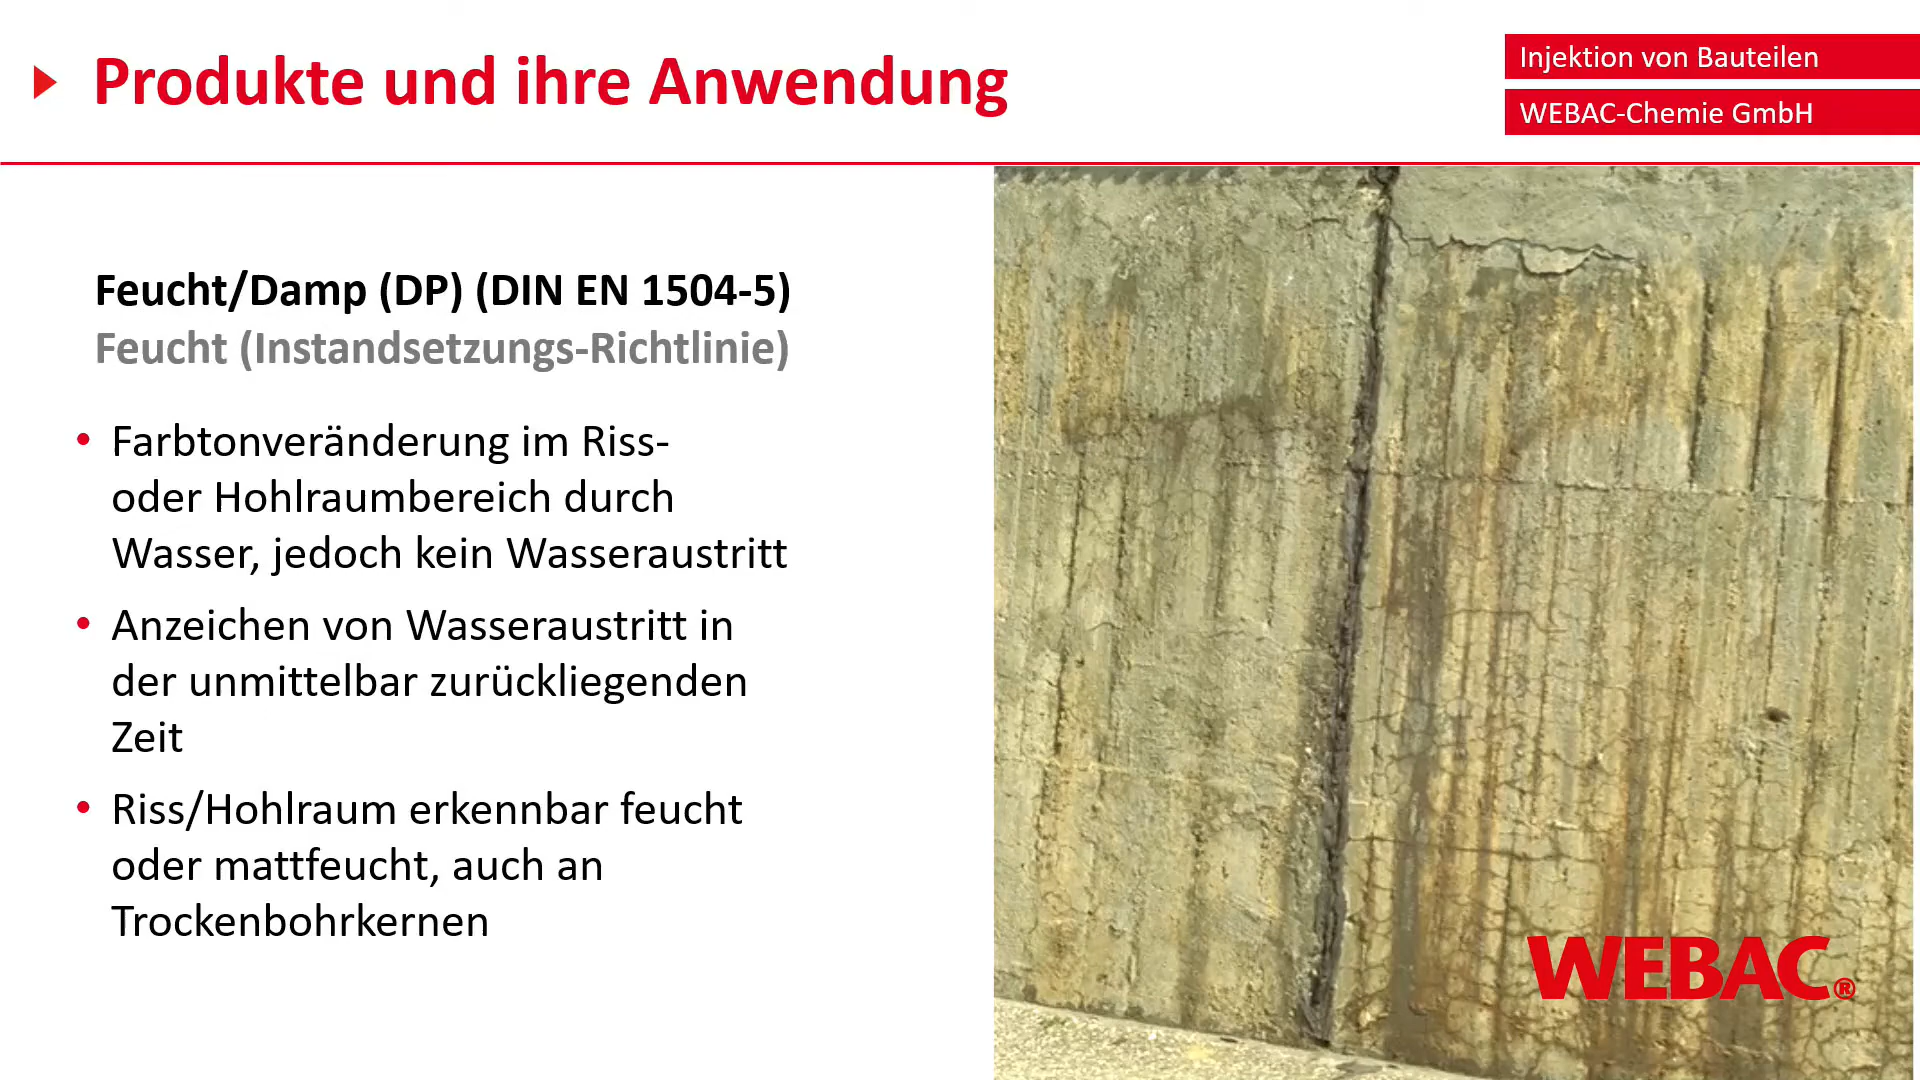 Produkte und ihre Anwendung
Injektion von Bauteilen
WEBAC-Chemie GmbH
Feucht/Damp (DP) (DIN EN 1504-5)
Feucht (Instandsetzungs-Richtlinie)
• Farbtonveränderung im Riss-
oder Hohlraumbereich durch
Wasser, jedoch kein Wasseraustritt
• Anzeichen von Wasseraustritt in
der unmittelbar zurückliegenden
Zeit
• Riss/Hohlraum erkennbar feucht
oder mattfeucht, auch an
Trockenbohrkernen
WEBAC®